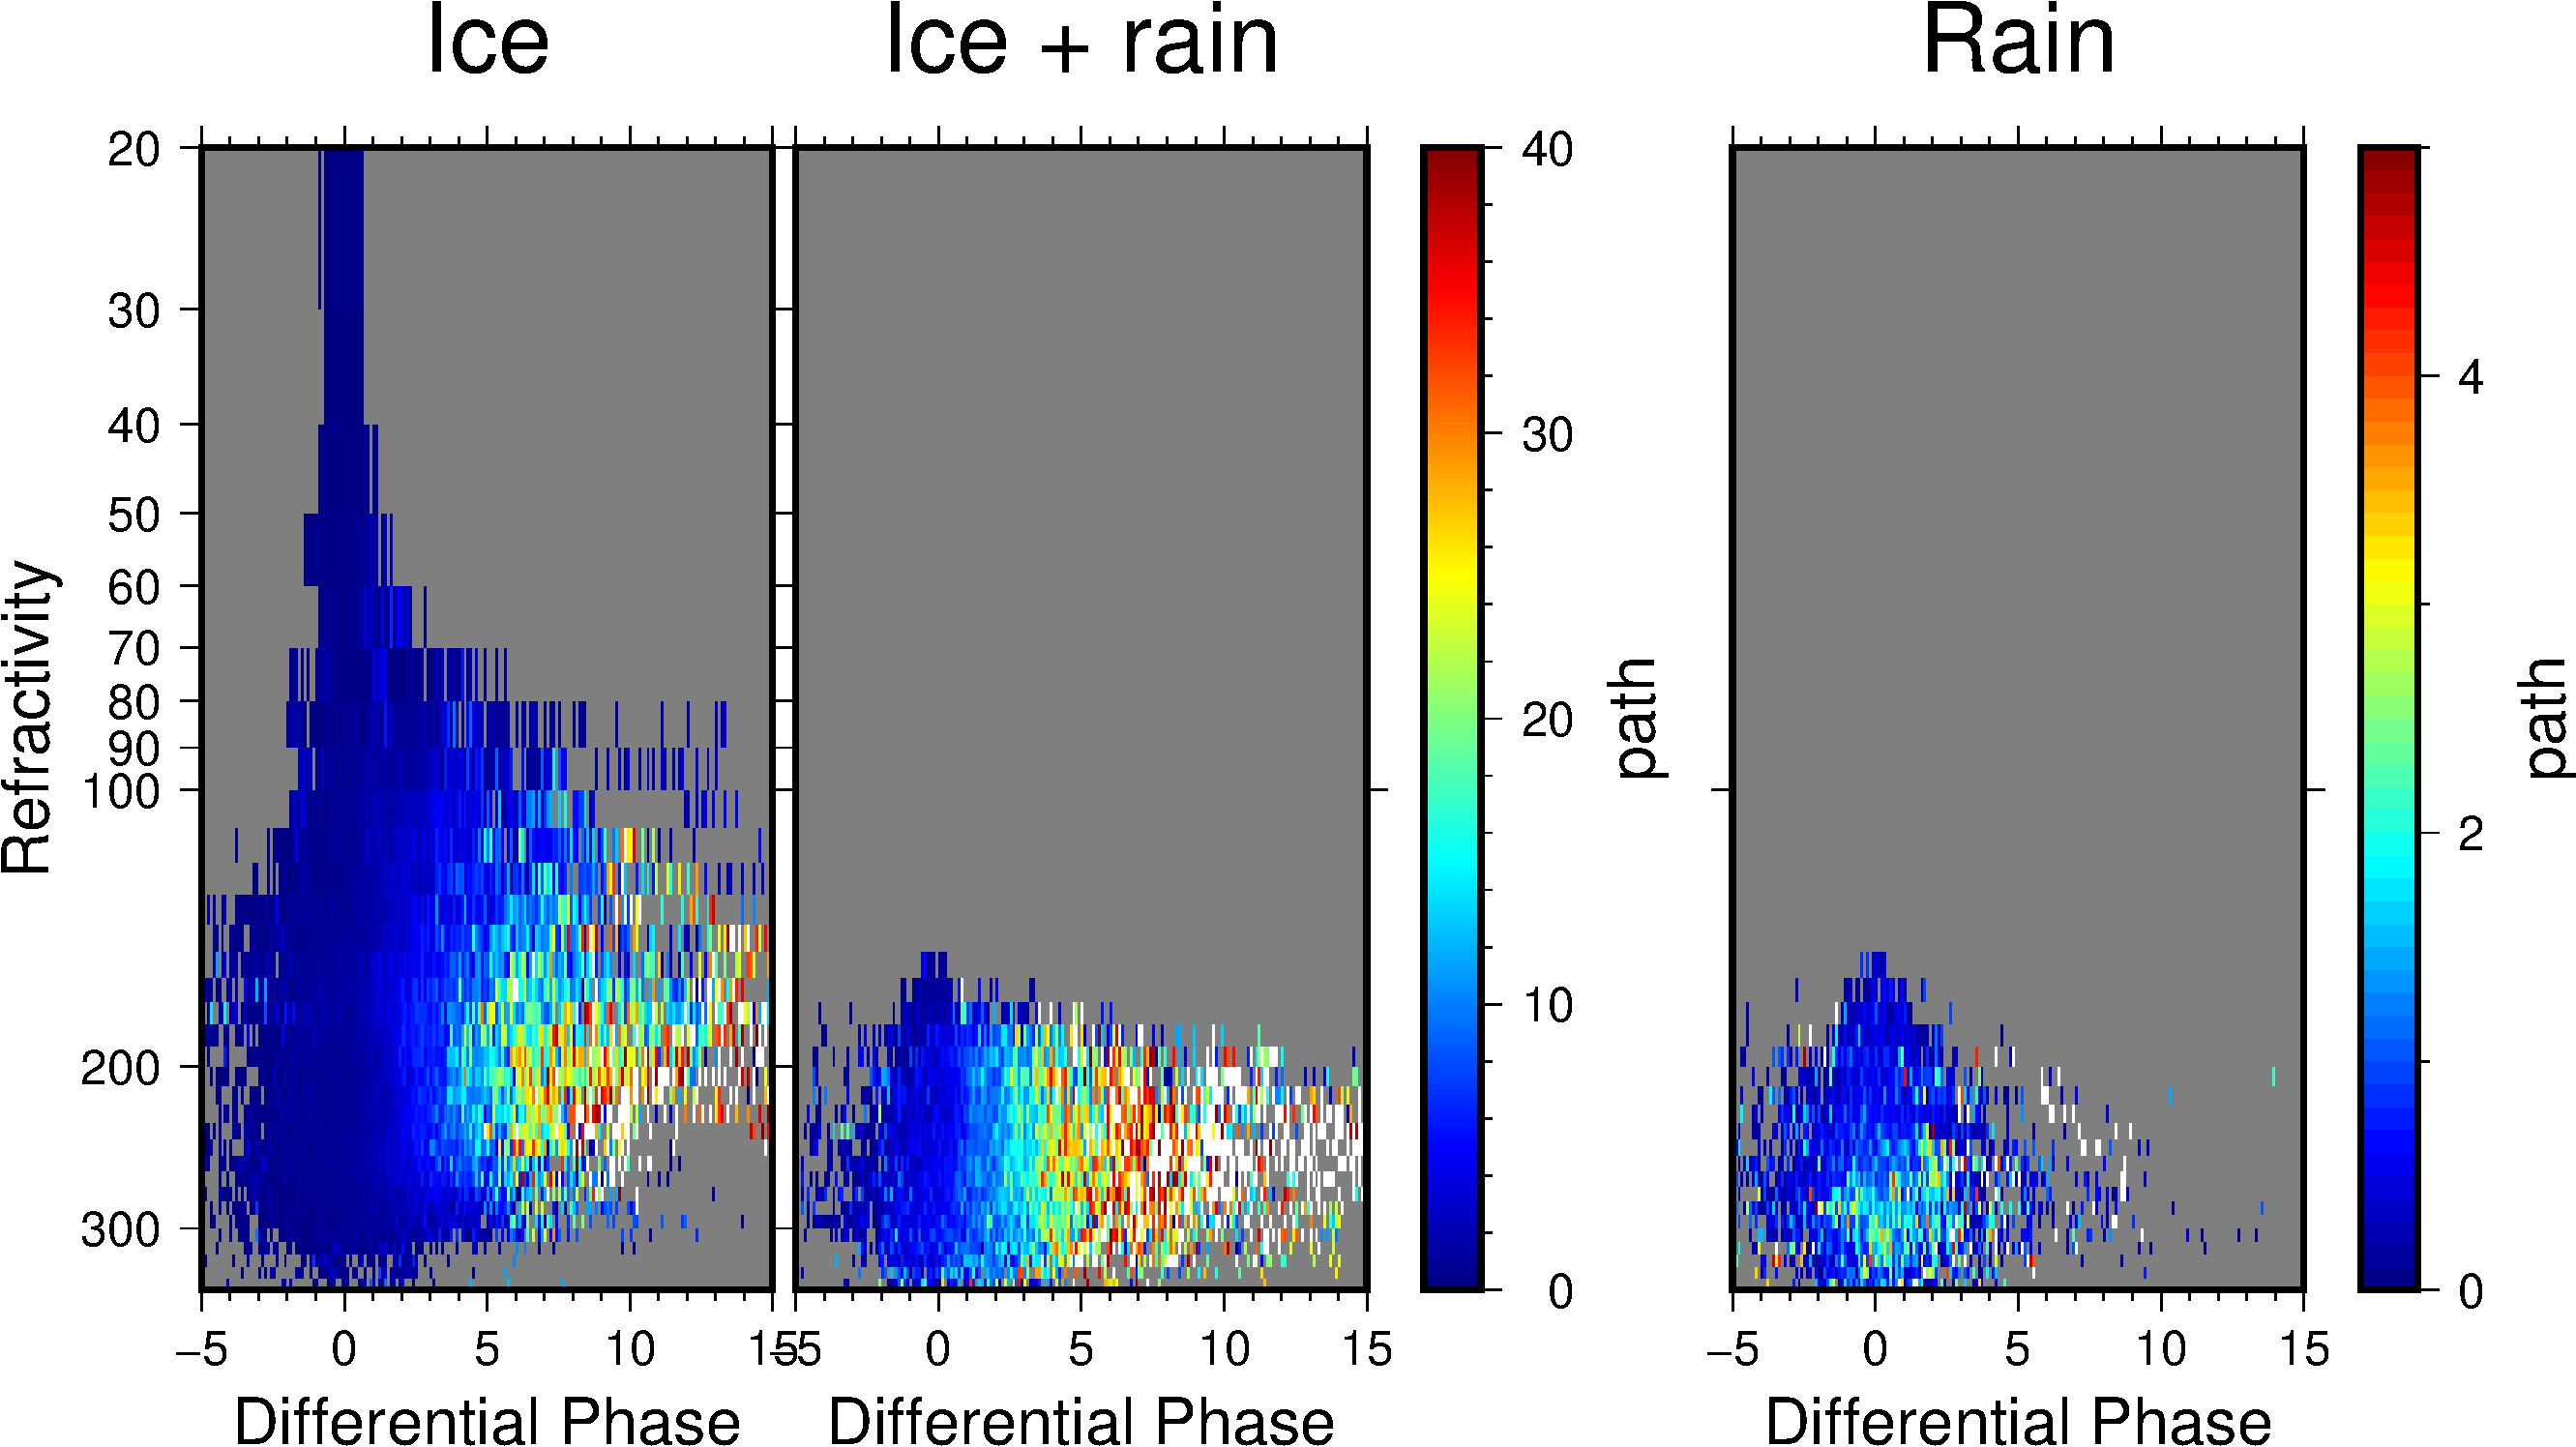 Ice
Ice + rain
Rain
20
30
40
50
60
70
80
90
100
200
300
Refractivity
−5 0 5 10 15
Differential Phase
−5 0 5 10 15
Differential Phase
40
30
20
10
0
path
−5 0 5 10 15
Differential Phase
4
2
0
path